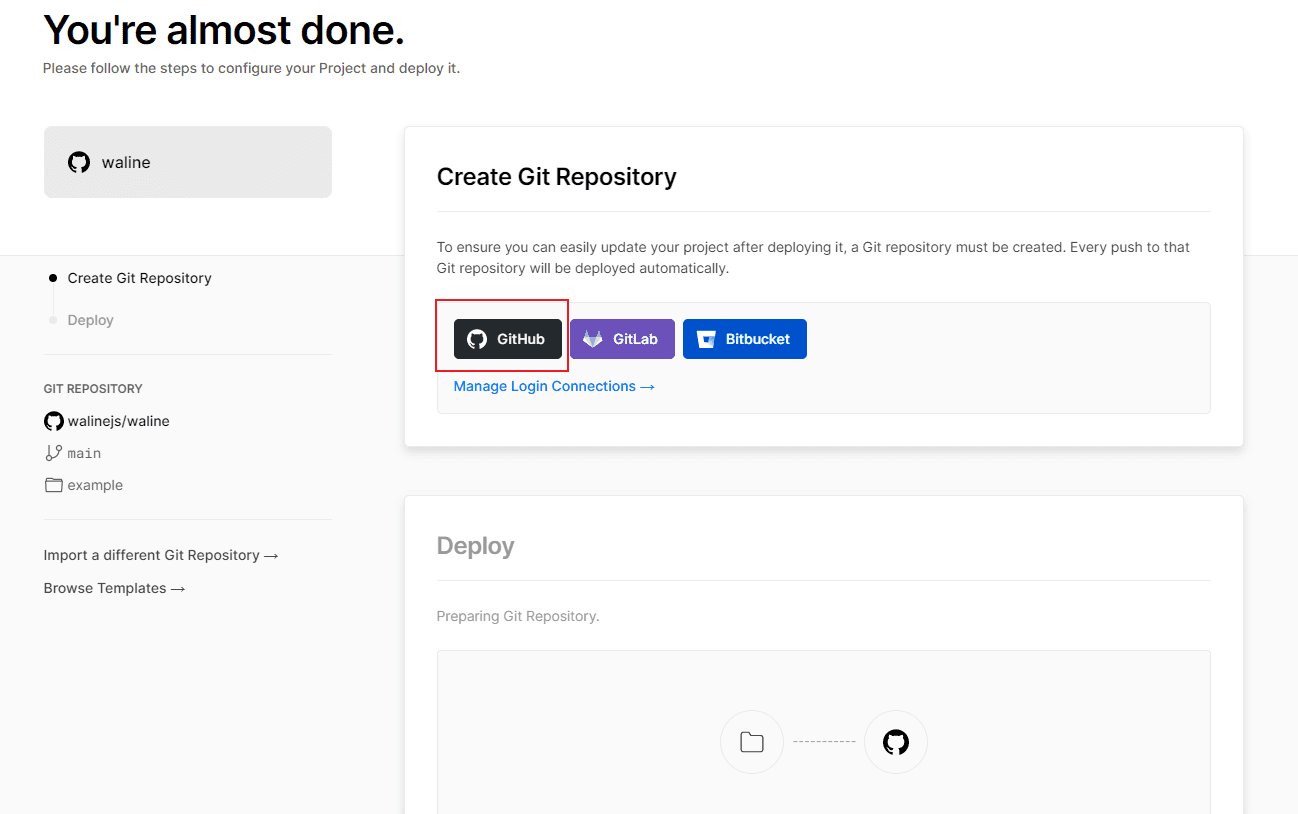 You're almost done.
Please follow the steps to configure your Project and deploy it.
waline
Create Git Repository
Deploy
GIT REPOSITORY
walinejs/waline
main
example
Import a different Git Repository →
Browse Templates →
Create Git Repository
To ensure you can easily update your project after deploying it, a Git repository must be created. Every push to that
Git repository will be deployed automatically.
GitHub GitLab Bitbucket
Manage Login Connections →
Deploy
Preparing Git Repository.